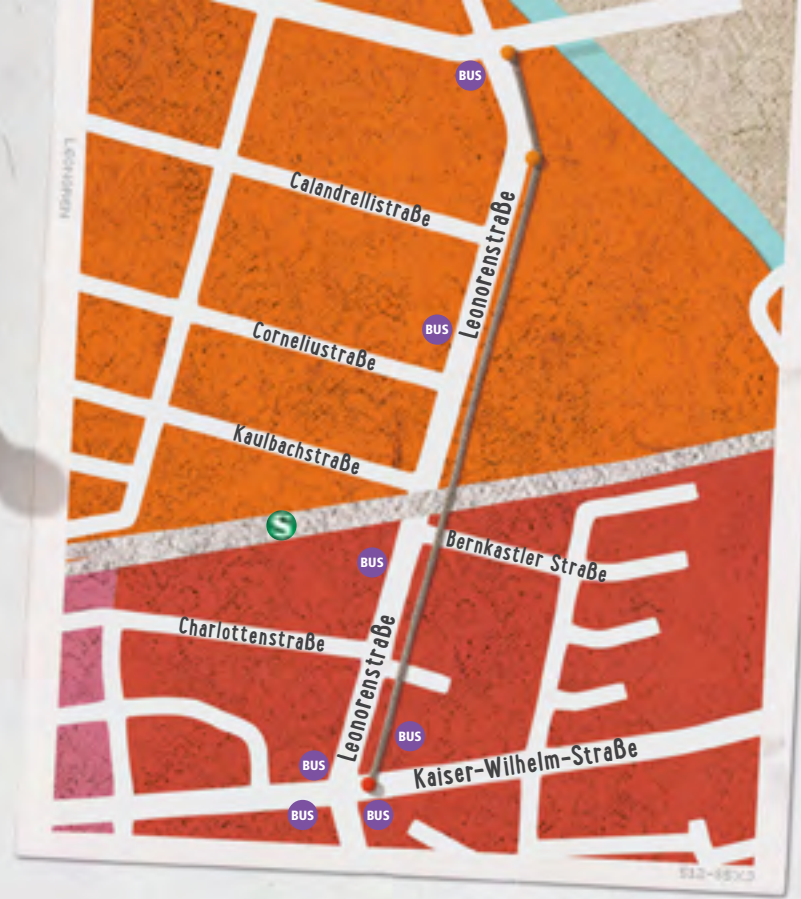 BUS
Calandrellistraße
Leonorenstraße
BUS
Corneliustraße
Kaulbachstraße
S
Bernkastler Straße
BUS
Charlottenstraße
Leonorenstraße
BUS
Kaiser-Wilhelm-Straße
BUS
BUS
BUS